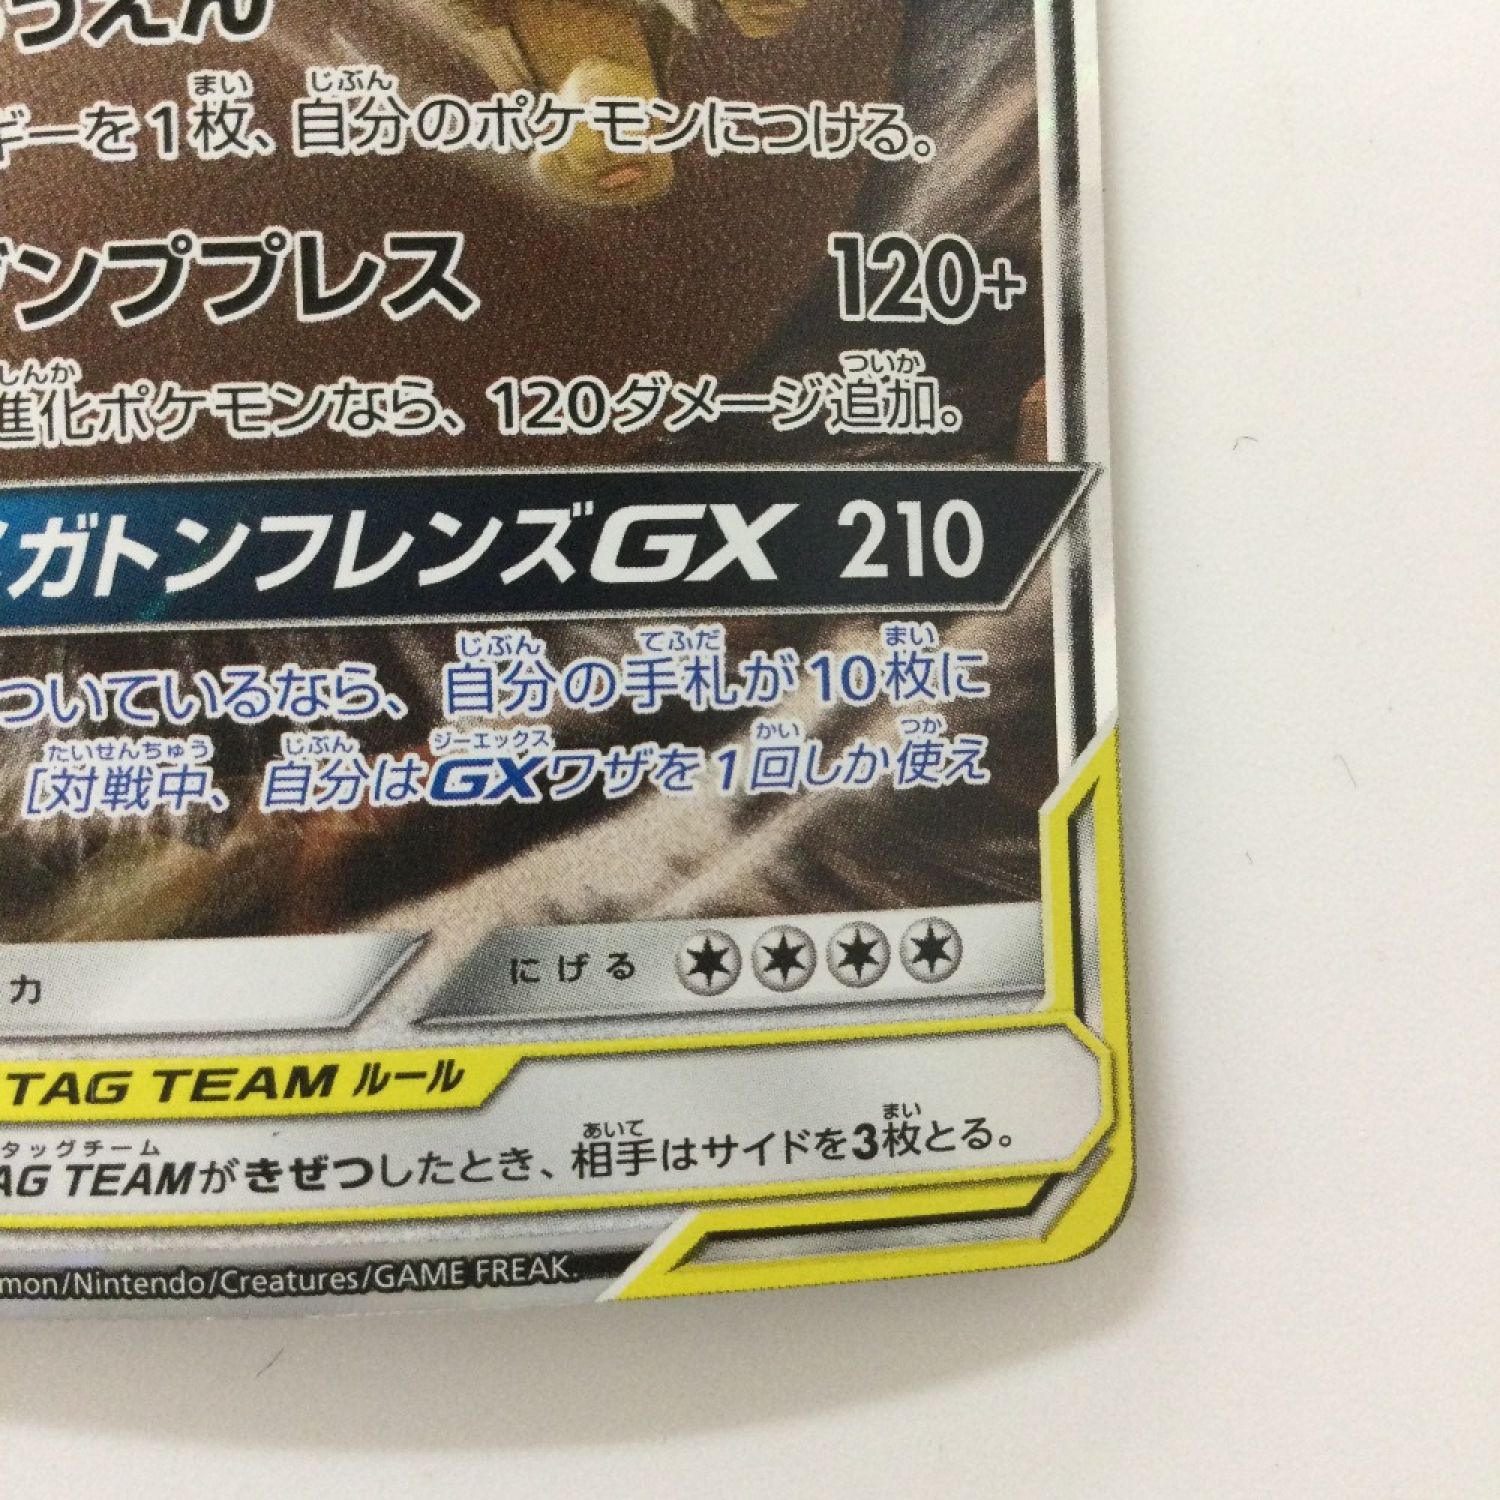 うえん
ギーを1枚、自分のポケモンにつける。
ンププレス 120+
進化ポケモンなら、120ダメージ追加。
ガトンフレンズGX 210
ついているなら、自分の手札が10枚に
[対戦中、自分はGXワザを1回しか使え
力 にげる
TAG TEAM ルール
AG TEAMがきぜつしたとき、相手はサイドを3枚とる。
mon/Nintendo/Creatures/GAME FREAK.